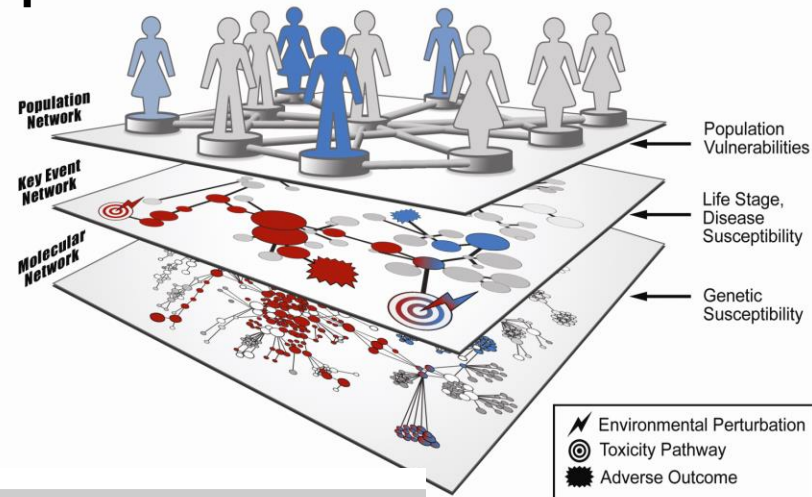 Population
Network
Key Event
Network
Molecular
Network
Population
Vulnerabilities
Life Stage,
Disease
Susceptibility
Genetic
Susceptibility
Environmental Perturbation
Toxicity Pathway
Adverse Outcome